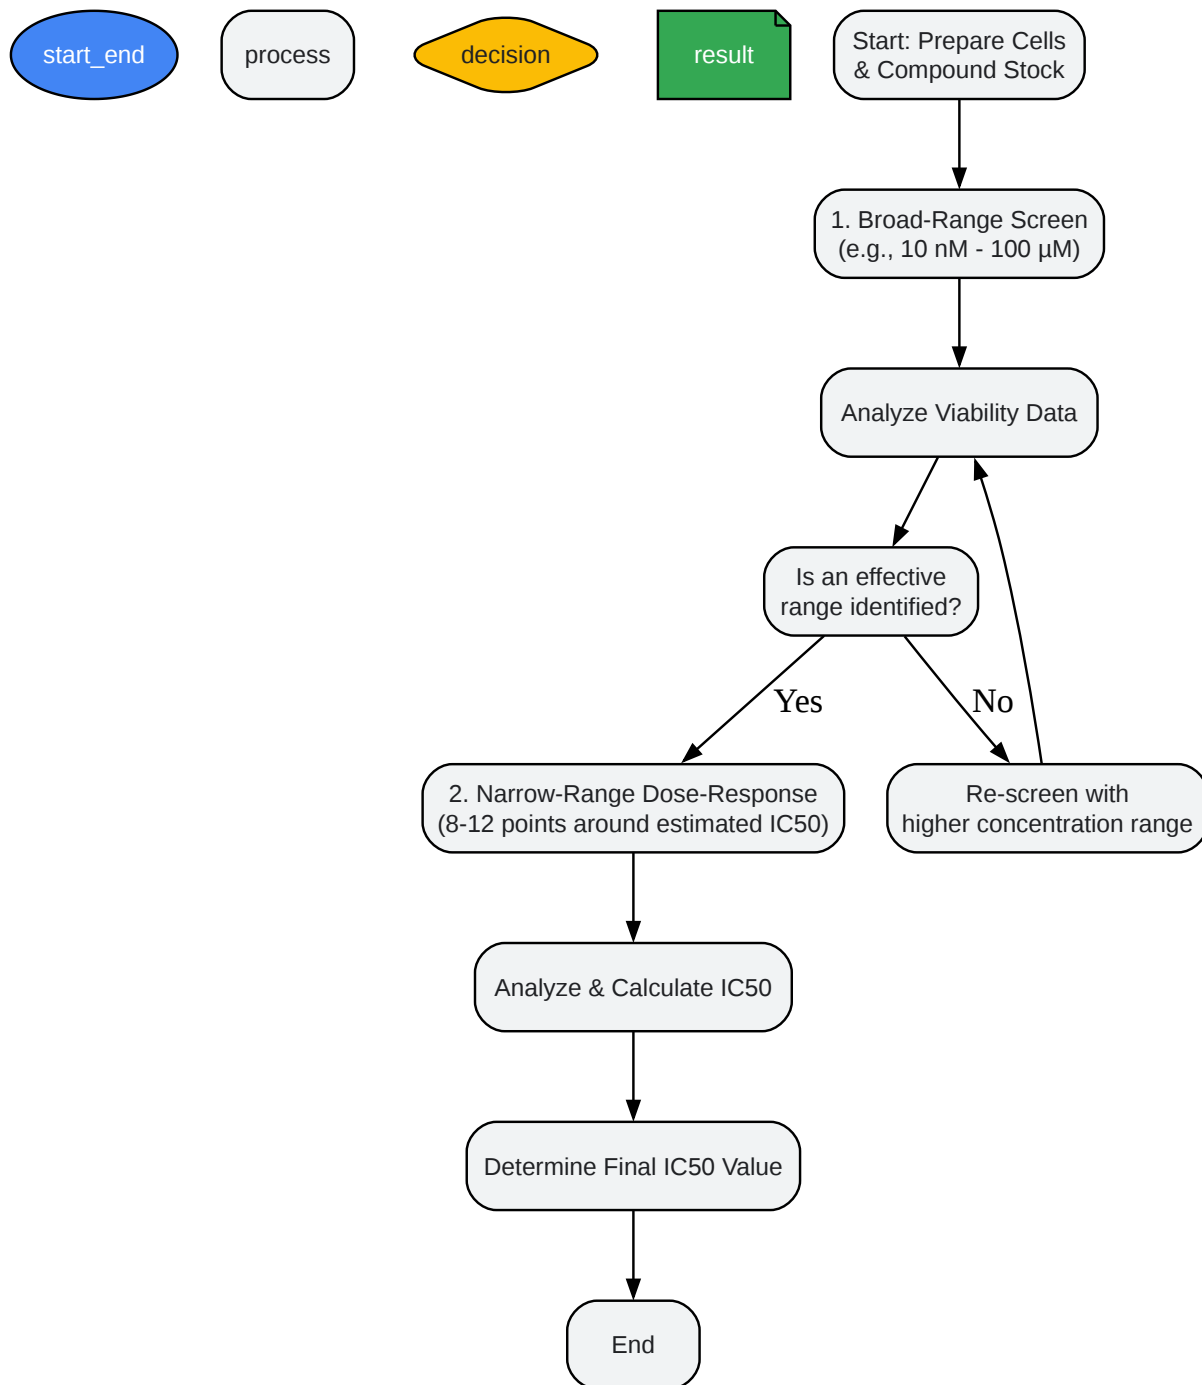 start_end
process
decision
result
Start: Prepare Cells
& Compound Stock
1. Broad-Range Screen
(e.g., 10 nM - 100 µM)
Analyze Viability Data
Is an effective
range identified?
Yes
No
2. Narrow-Range Dose-Response
(8-12 points around estimated IC50)
Re-screen with
higher concentration range
Analyze & Calculate IC50
Determine Final IC50 Value
End